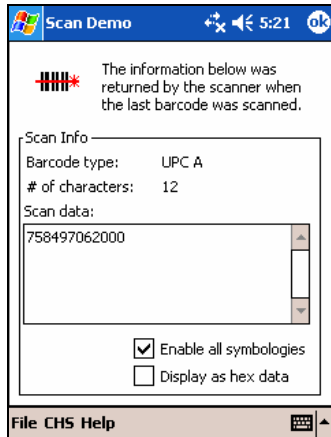 Scan Demo 5:21 ok
The information below was
returned by the scanner when
the last barcode was scanned.
Scan Info
Barcode type: UPC A
# of characters: 12
Scan data:
758497062000
Enable all symbologies
Display as hex data
File CHS Help